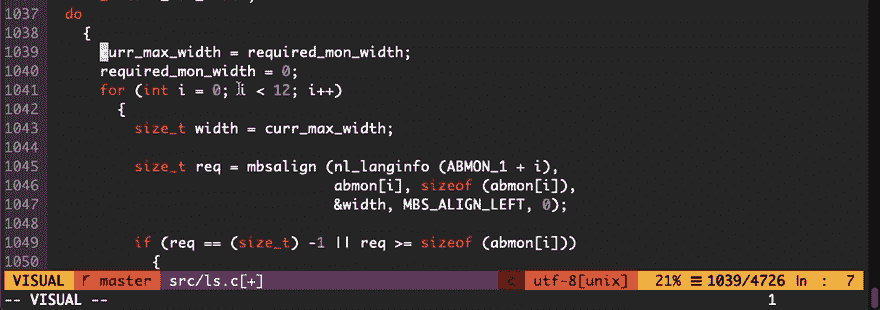 1037 do
1038 {
1039 curr_max_width = required_mon_width;
1040 required_mon_width = 0;
1041 for (int i = 0; i < 12; i++)
1042 {
1043 size_t width = curr_max_width;
1044
1045 size_t req = mbsalign (nl_langinfo (ABMON_1 + i),
1046 abmon[i], sizeof (abmon[i]),
1047 &width, MBS_ALIGN_LEFT, 0);
1048
1049 if (req == (size_t) -1 || req >= sizeof (abmon[i]))
1050 {
VISUAL master src/ls.c[+] c utf-8[unix] 21% ☰ 1039/4726 ln : 7
-- VISUAL -- 1